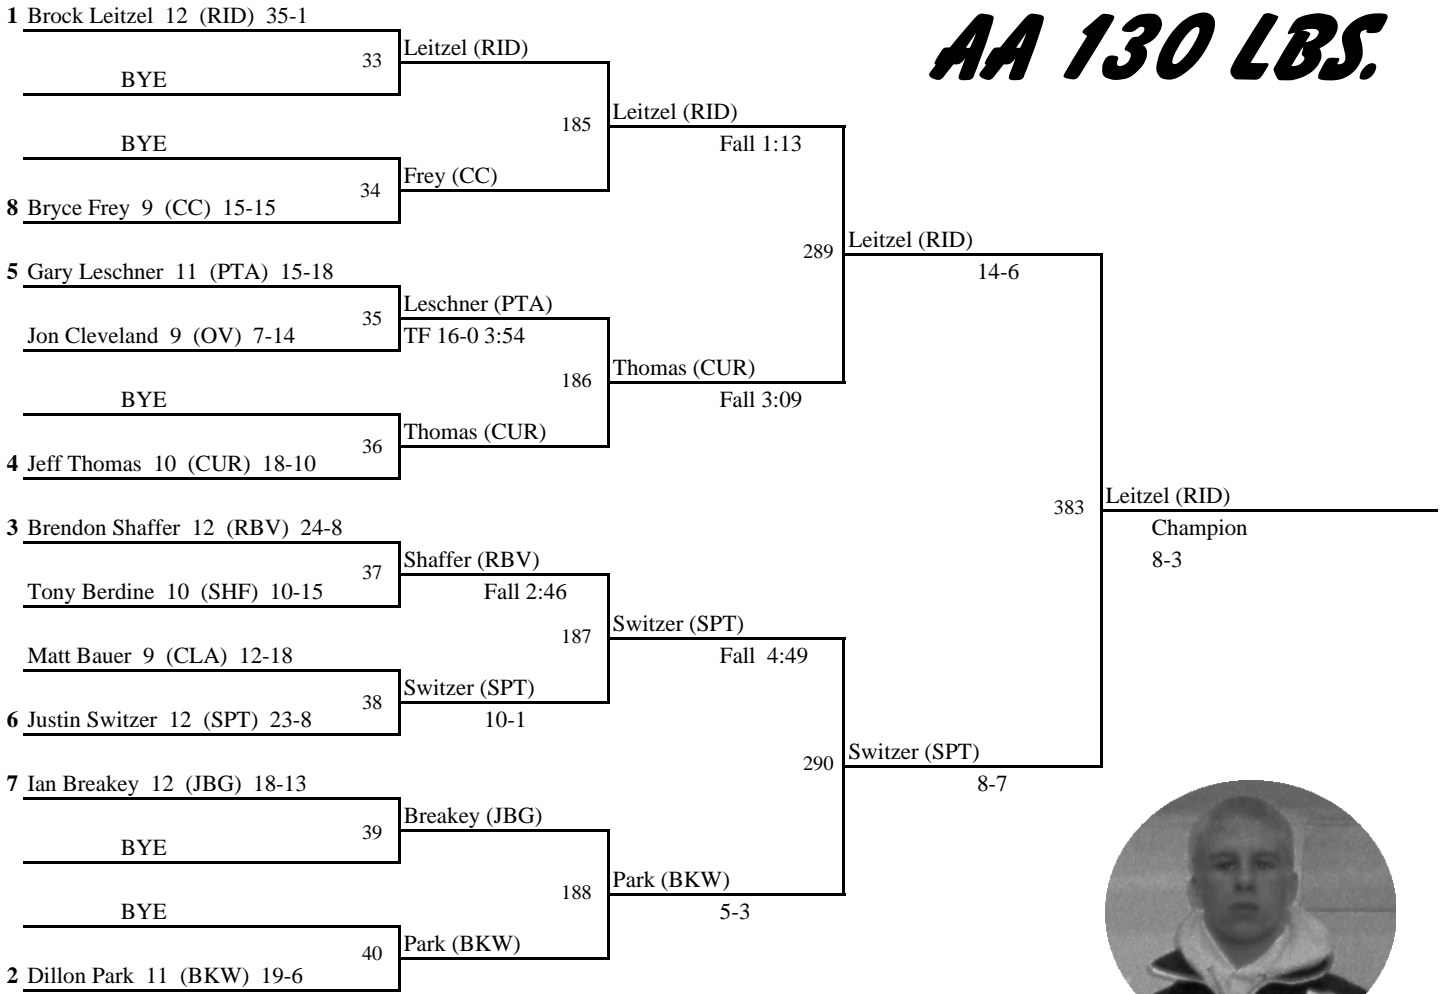 AA 130 LBS.
1 Brock Leitzel 12 (RID) 35-1
33
BYE
Leitzel (RID)
BYE
34
8 Bryce Frey 9 (CC) 15-15
Frey (CC)
185
Leitzel (RID)
Fall 1:13
5 Gary Leschner 11 (PTA) 15-18
35
Jon Cleveland 9 (OV) 7-14
Leschner (PTA)
TF 16-0 3:54
BYE
36
4 Jeff Thomas 10 (CUR) 18-10
Thomas (CUR)
186
Thomas (CUR)
Fall 3:09
289
Leitzel (RID)
14-6
3 Brendon Shaffer 12 (RBV) 24-8
37
Tony Berdine 10 (SHF) 10-15
Shaffer (RBV)
Fall 2:46
Matt Bauer 9 (CLA) 12-18
38
6 Justin Switzer 12 (SPT) 23-8
Switzer (SPT)
10-1
187
Switzer (SPT)
Fall 4:49
7 Ian Breakey 12 (JBG) 18-13
39
BYE
Breakey (JBG)
BYE
40
2 Dillon Park 11 (BKW) 19-6
Park (BKW)
188
Park (BKW)
5-3
290
Switzer (SPT)
8-7
383
Leitzel (RID)
Champion
8-3